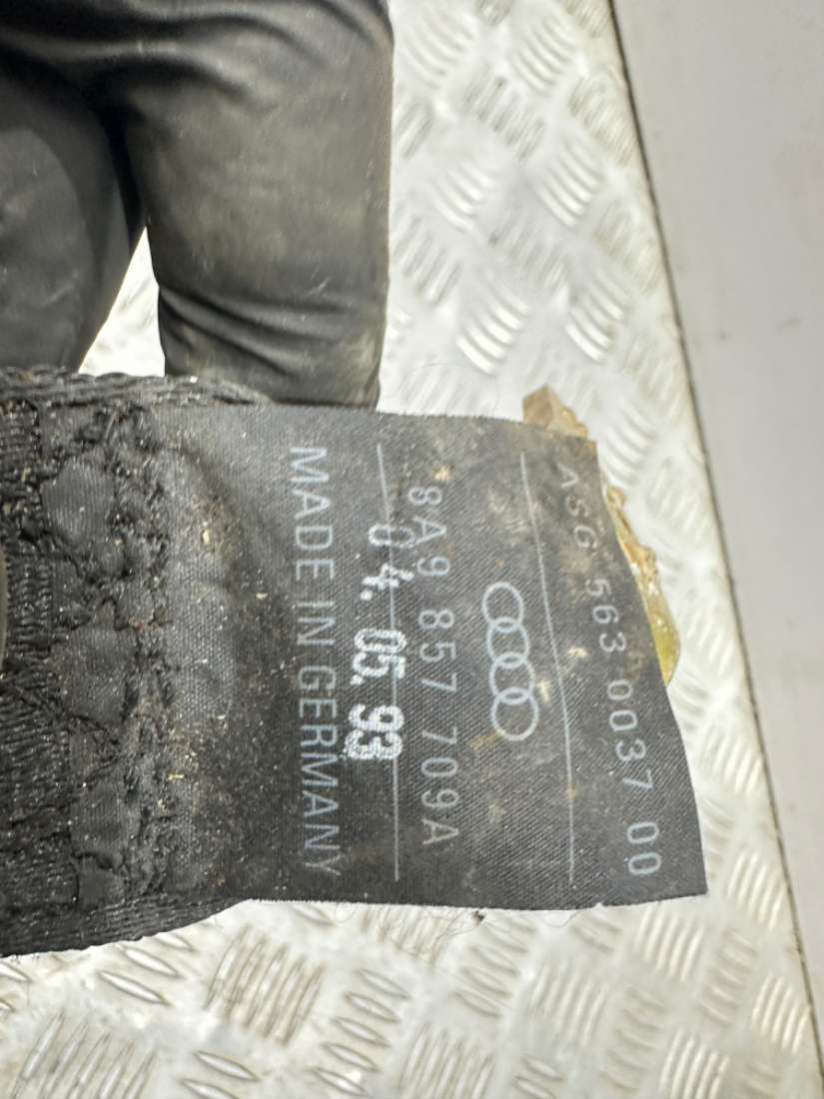 ASG 563 0037 00
8A9 857 709A
04.05.93
MADE IN GERMANY